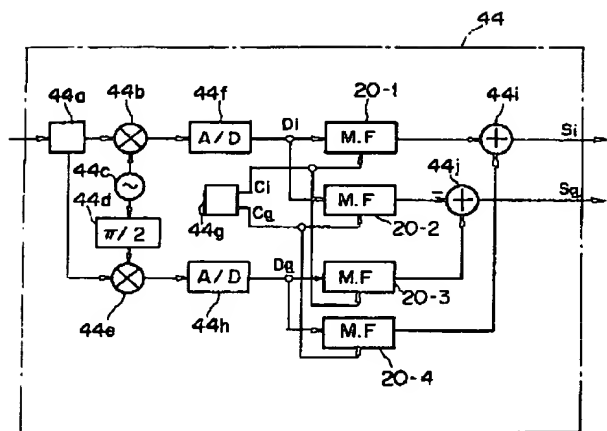 44
44a
44b
44f
20-1
44i
A/D
Di
M.F
Si
44c
Ci
44j
44d
Cq
M.F
Sq
π/2
44g
20-2
Dq
A/D
M.F
44e
44h
20-3
M.F
20-4